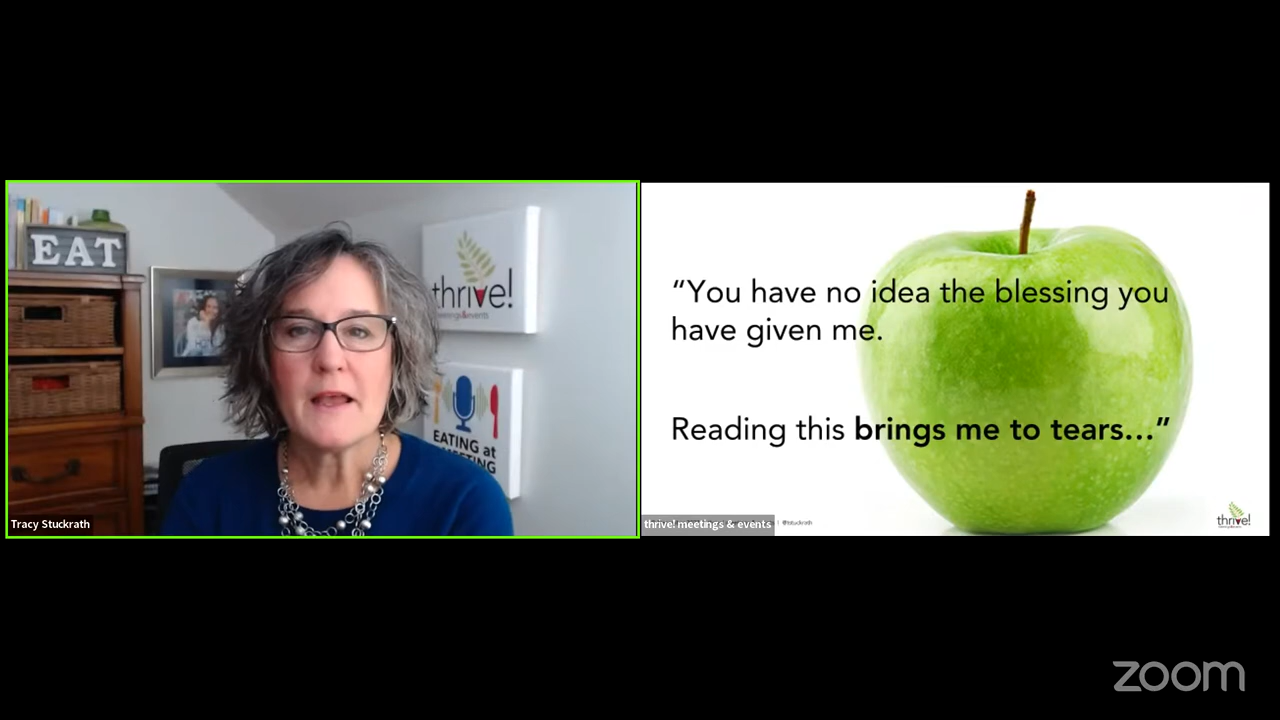 EAT
thrive!
meetings&events
EATING at
Tracy Stuckrath
“You have no idea the blessing you
have given me.
Reading this brings me to tears...”
thrive! meetings & events
| @tstuckrath
thrive!
zoom